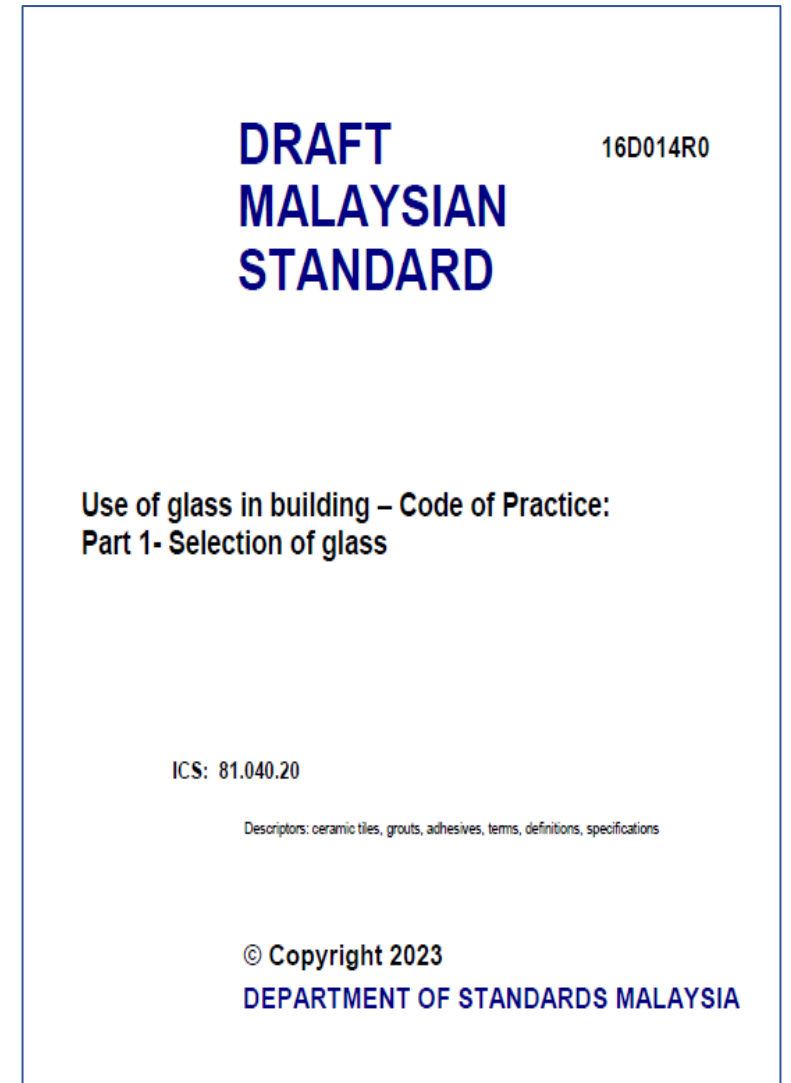 DRAFT
MALAYSIAN
STANDARD
16D014R0
Use of glass in building – Code of Practice:
Part 1- Selection of glass
ICS: 81.040.20
Descriptors: ceramic tiles, grouts, adhesives, terms, definitions, specifications
© Copyright 2023
DEPARTMENT OF STANDARDS MALAYSIA